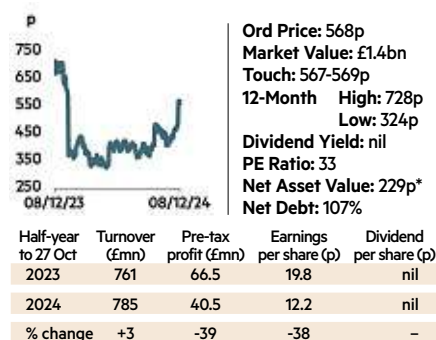 p
750
650
550
450
350
250
08/12/23 08/12/24
Ord Price: 568p
Market Value: £1.4bn
Touch: 567-569p
12-Month High: 728p
Low: 324p
Dividend Yield: nil
PE Ratio: 33
Net Asset Value: 229p*
Net Debt: 107%
Half-year Turnover Pre-tax Earnings Dividend
to 27 Oct (£mn) profit (£mn) per share (p) per share (p)
2023 761 66.5 19.8 nil
2024 785 40.5 12.2 nil
% change +3 -39 -38 –